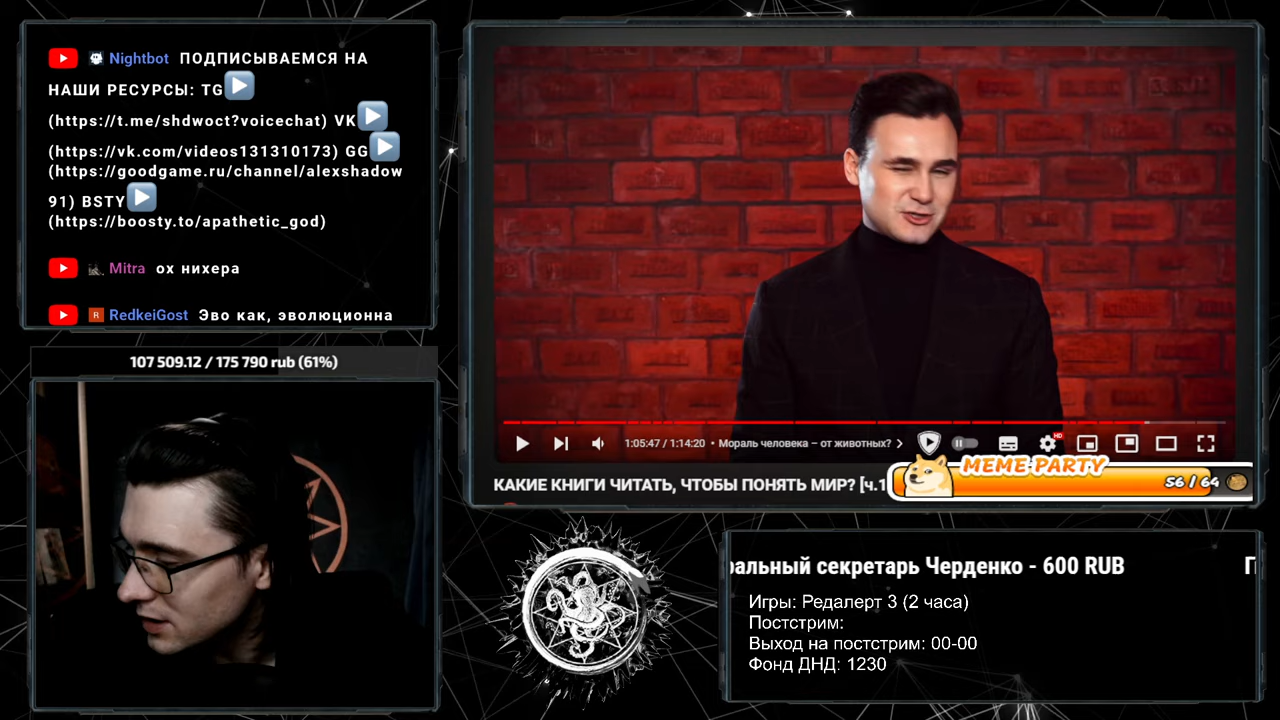 Nightbot ПОДПИСЫВАЕМСЯ НА
НАШИ РЕСУРСЫ: TG
(https://t.me/shdwoct?voicechat) VK
(https://vk.com/videos131310173) GG
(https://goodgame.ru/channel/alexshadow
91) BSTY
(https://boosty.to/apathetic_god)
Mitra ох нихера
R RedkeiGost Эво как, эволюционна
107 509.12 / 175 790 rub (61%)
1:05:47 / 1:14:20 • Мораль человека – от животных?
HD
КАКИЕ КНИГИ ЧИТАТЬ, ЧТОБЫ ПОНЯТЬ МИР? [ч.1
MEME PARTY
56 / 64
ральный секретарь Черденко - 600 RUB
Игры: Редалерт 3 (2 часа)
Постстрим:
Выход на постстрим: 00-00
Фонд ДНД: 1230